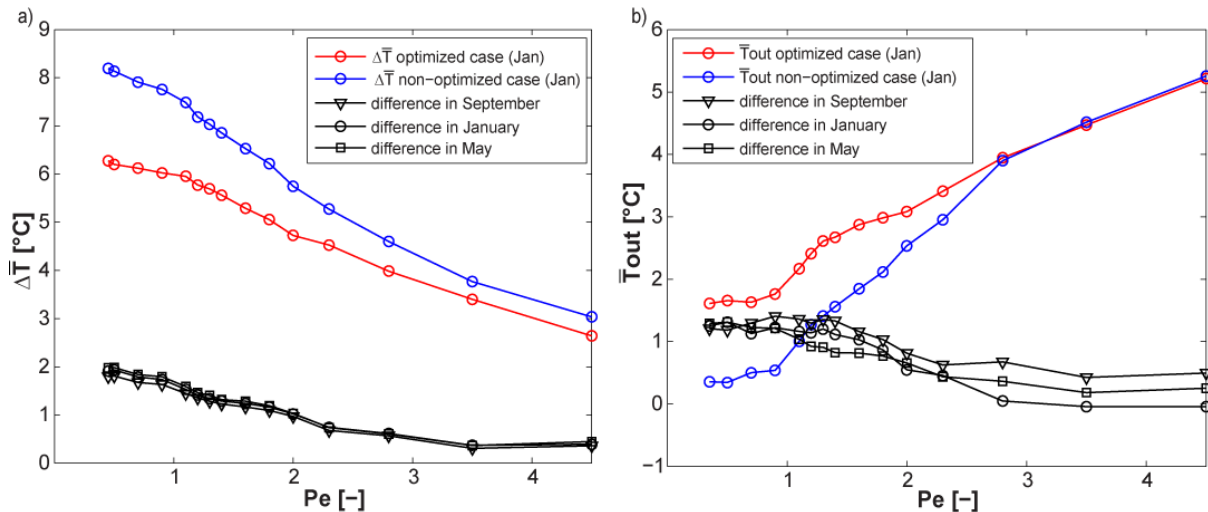 a)
9
8
7
6
5
4
3
2
1
0
ΔT̅ [°C]
ΔT̅ optimized case (Jan)
ΔT̅ non-optimized case (Jan)
difference in September
difference in January
difference in May
1
2
3
4
Pe [–]
b)
6
5
4
3
2
1
0
−1
T̅out [°C]
T̅out optimized case (Jan)
T̅out non-optimized case (Jan)
difference in September
difference in January
difference in May
1
2
3
4
Pe [–]